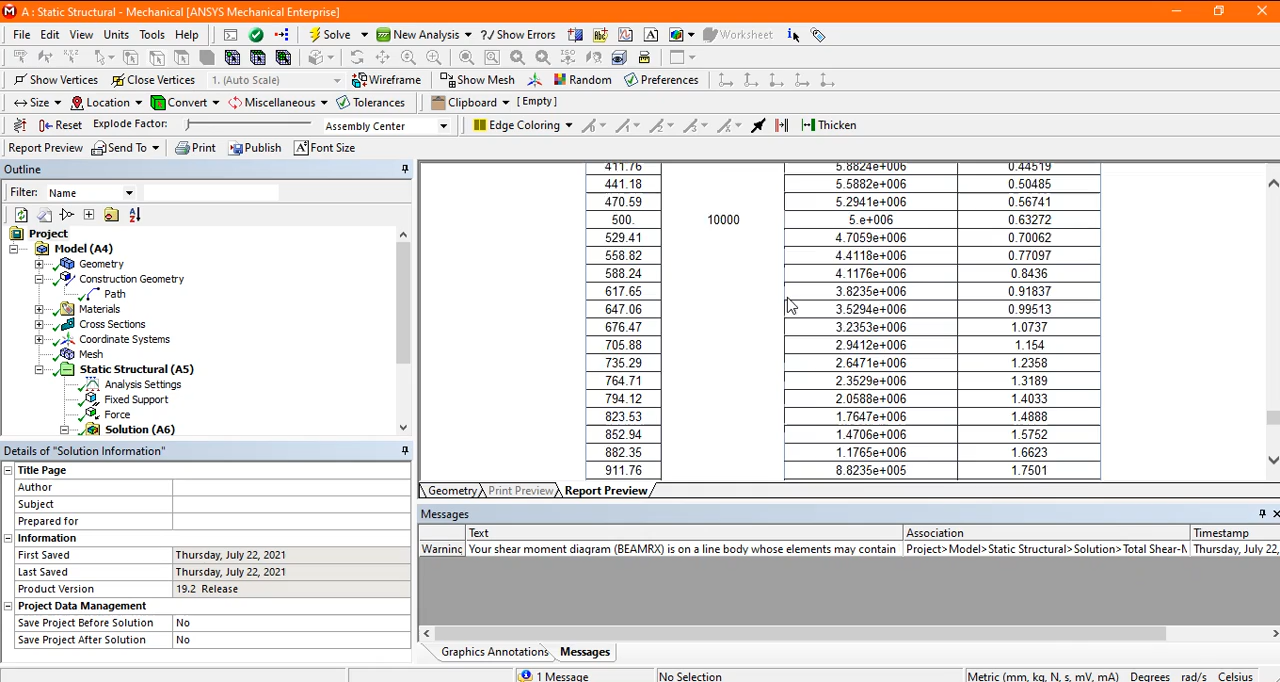 A : Static Structural - Mechanical [ANSYS Mechanical Enterprise]
File Edit View Units Tools Help Solve New Analysis ?/ Show Errors Worksheet
Show Vertices Close Vertices 1. (Auto Scale) Wireframe Show Mesh Random Preferences
Size Location Convert Miscellaneous Tolerances Clipboard [ Empty ]
Reset Explode Factor: Assembly Center Edge Coloring Thicken
Report Preview Send To Print Publish Font Size
Outline
Filter: Name
Project
Model (A4)
Geometry
Construction Geometry
Path
Materials
Cross Sections
Coordinate Systems
Mesh
Static Structural (A5)
Analysis Settings
Fixed Support
Force
Solution (A6)
Details of "Solution Information"
Title Page
Author
Subject
Prepared for
Information
First Saved Thursday, July 22, 2021
Last Saved Thursday, July 22, 2021
Product Version 19.2 Release
Project Data Management
Save Project Before Solution No
Save Project After Solution No
411.76 5.8824e+006 0.44519
441.18 5.5882e+006 0.50485
470.59 5.2941e+006 0.56741
500. 10000 5.e+006 0.63272
529.41 4.7059e+006 0.70062
558.82 4.4118e+006 0.77097
588.24 4.1176e+006 0.8436
617.65 3.8235e+006 0.91837
647.06 3.5294e+006 0.99513
676.47 3.2353e+006 1.0737
705.88 2.9412e+006 1.154
735.29 2.6471e+006 1.2358
764.71 2.3529e+006 1.3189
794.12 2.0588e+006 1.4033
823.53 1.7647e+006 1.4888
852.94 1.4706e+006 1.5752
882.35 1.1765e+006 1.6623
911.76 8.8235e+005 1.7501
Geometry Print Preview Report Preview
Messages
Text Association Timestamp
Warning Your shear moment diagram (BEAMRX) is on a line body whose elements may contain Project>Model>Static Structural>Solution>Total Shear-M Thursday, July 22,
Graphics Annotations Messages
1 Message No Selection Metric (mm, kg, N, s, mV, mA) Degrees rad/s Celsius